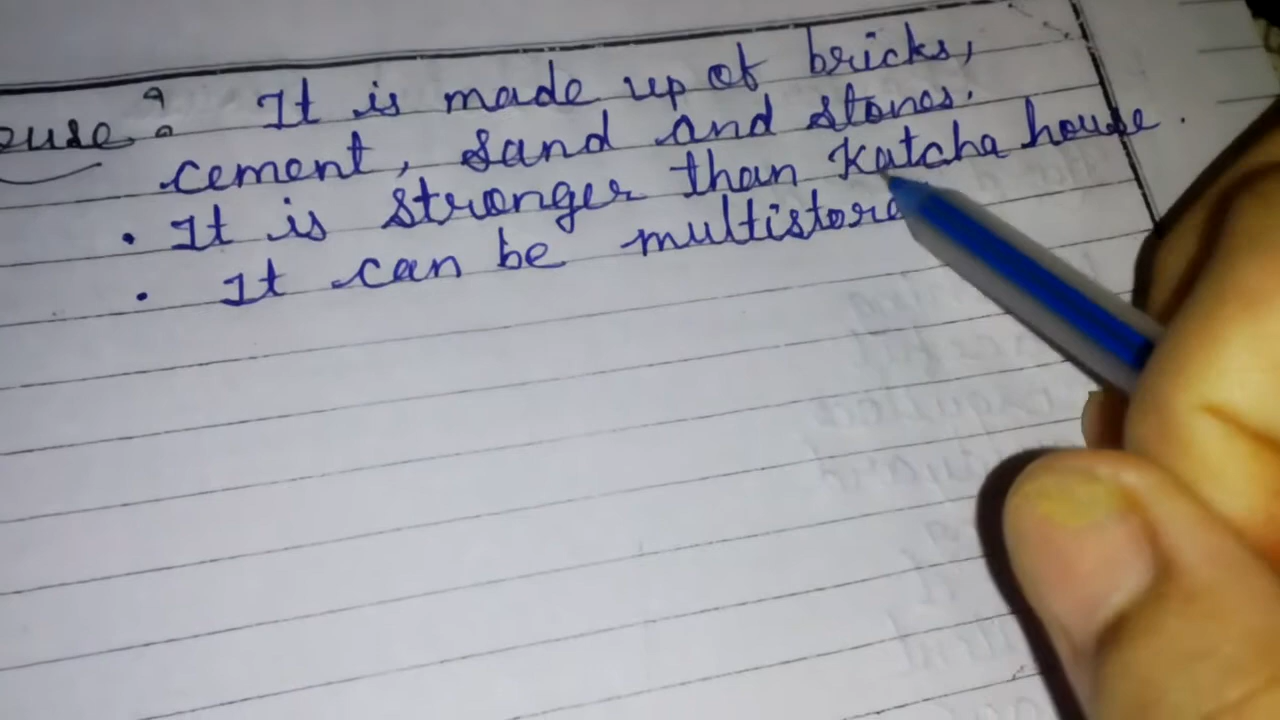 ouse : It is made up of bricks,
cement, sand and stones.
• It is stronger than Katcha house.
• It can be multistore